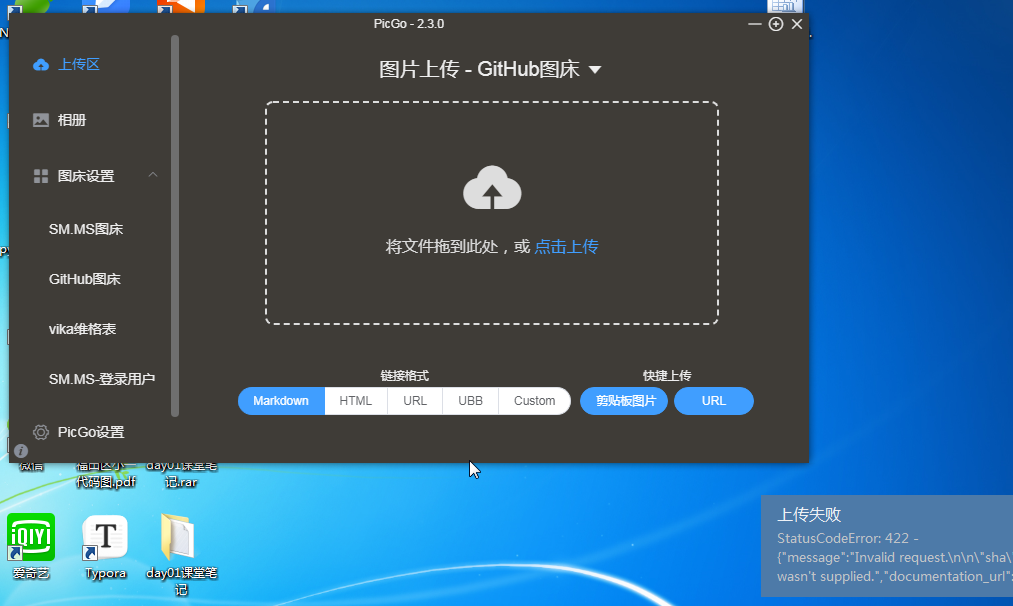 PicGo - 2.3.0
上传区
图片上传 - GitHub图床
相册
图床设置
SM.MS图床
将文件拖到此处，或 点击上传
GitHub图床
vika维格表
SM.MS-登录用户
链接格式
快捷上传
Markdown
HTML
URL
UBB
Custom
剪贴板图片
URL
PicGo设置
微信
福田区小一
代码图.pdf
day01课堂笔
记.rar
上传失败
StatusCodeError: 422 -
{"message":"Invalid request.\n\n\"sha\
wasn't supplied.","documentation_url":
iQIYI
爱奇艺
T
Typora
day01课堂笔
记